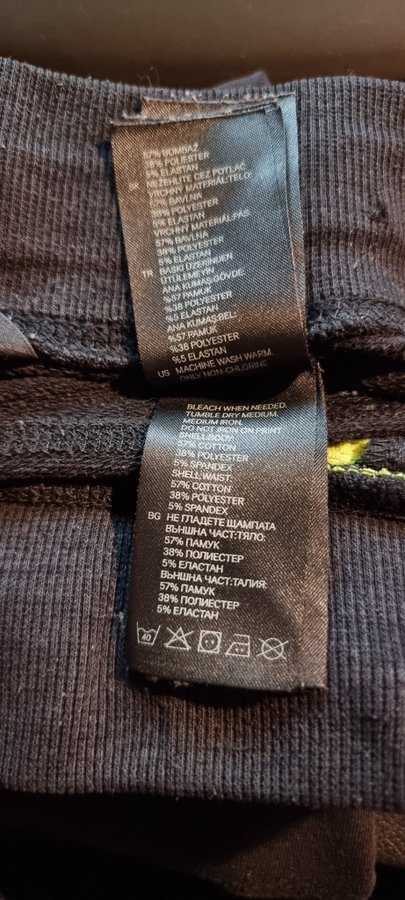 57% BOMBAŽ
38% POLIESTER
5% ELASTAN
SK NEŽEHLITE CEZ POTLAČ
VRCHNÝ MATERIÁL:TELO:
57% BAVLNA
38% POLYESTER
5% ELASTAN
VRCHNÝ MATERIÁL:PÁS
57% BAVLNA
38% POLYESTER
5% ELASTAN
TR BASKI ÜZERİNDEN
ÜTÜLEMEYİN
ANA KUMAŞ:GÖVDE:
%57 PAMUK
%38 POLYESTER
%5 ELASTAN
ANA KUMAŞ:BEL:
%57 PAMUK
%38 POLYESTER
%5 ELASTAN
US MACHINE WASH WARM.
ONLY NON-CHLORINE
BLEACH WHEN NEEDED.
TUMBLE DRY MEDIUM.
MEDIUM IRON.
DO NOT IRON ON PRINT
SHELL:BODY:
57% COTTON
38% POLYESTER
5% SPANDEX
SHELL:WAIST:
57% COTTON
38% POLYESTER
5% SPANDEX
BG НЕ ГЛАДЕТЕ ЩАМПАТА
ВЪНШНА ЧАСТ:ТЯЛО:
57% ПАМУК
38% ПОЛИЕСТЕР
5% ЕЛАСТАН
ВЪНШНА ЧАСТ:ТАЛИЯ:
57% ПАМУК
38% ПОЛИЕСТЕР
5% ЕЛАСТАН
40